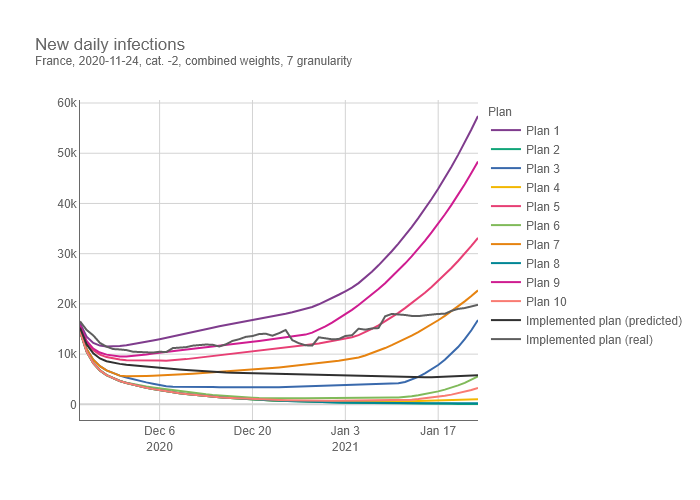 New daily infections
France, 2020-11-24, cat. -2, combined weights, 7 granularity
60k
50k
40k
30k
20k
10k
0
Dec 6
2020
Dec 20
Jan 3
2021
Jan 17
Plan
Plan 1
Plan 2
Plan 3
Plan 4
Plan 5
Plan 6
Plan 7
Plan 8
Plan 9
Plan 10
Implemented plan (predicted)
Implemented plan (real)